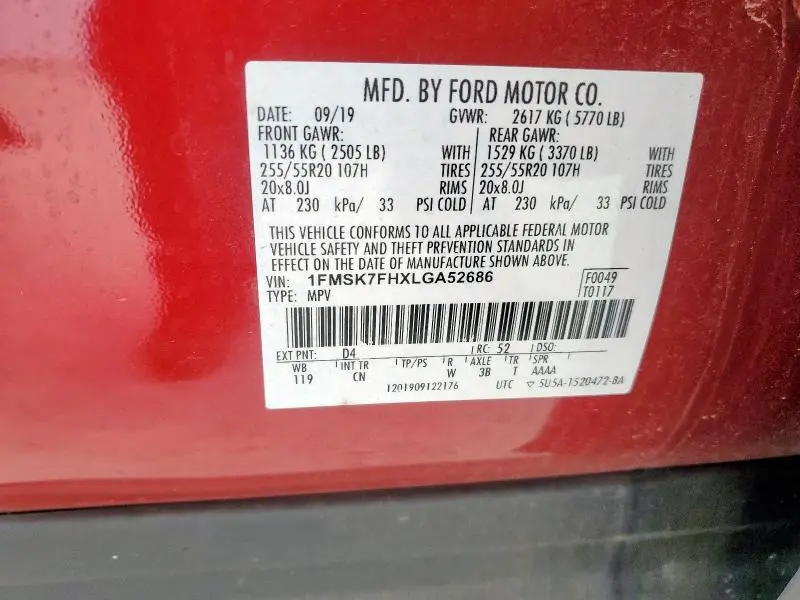 MFD. BY FORD MOTOR CO.
DATE: 09/19 GVWR: 2617 KG ( 5770 LB)
FRONT GAWR: REAR GAWR:
1136 KG ( 2505 LB) WITH 1529 KG ( 3370 LB) WITH
255/55R20 107H TIRES 255/55R20 107H TIRES
20x8.0J RIMS 20x8.0J RIMS
AT 230 kPa/ 33 PSI COLD AT 230 kPa/ 33 PSI COLD
THIS VEHICLE CONFORMS TO ALL APPLICABLE FEDERAL MOTOR
VEHICLE SAFETY AND THEFT PREVENTION STANDARDS IN
EFFECT ON THE DATE OF MANUFACTURE SHOWN ABOVE.
VIN: 1FMSK7FHXLGA52686 F0049
TYPE: MPV T0117
EXT PNT: D4 RC: 52 DSO:
WB INT TR TP/PS R AXLE TR SPR
119 CN W 3B T AAAA
1201909122176 UTC ▽ 5U5A-1520472-BA